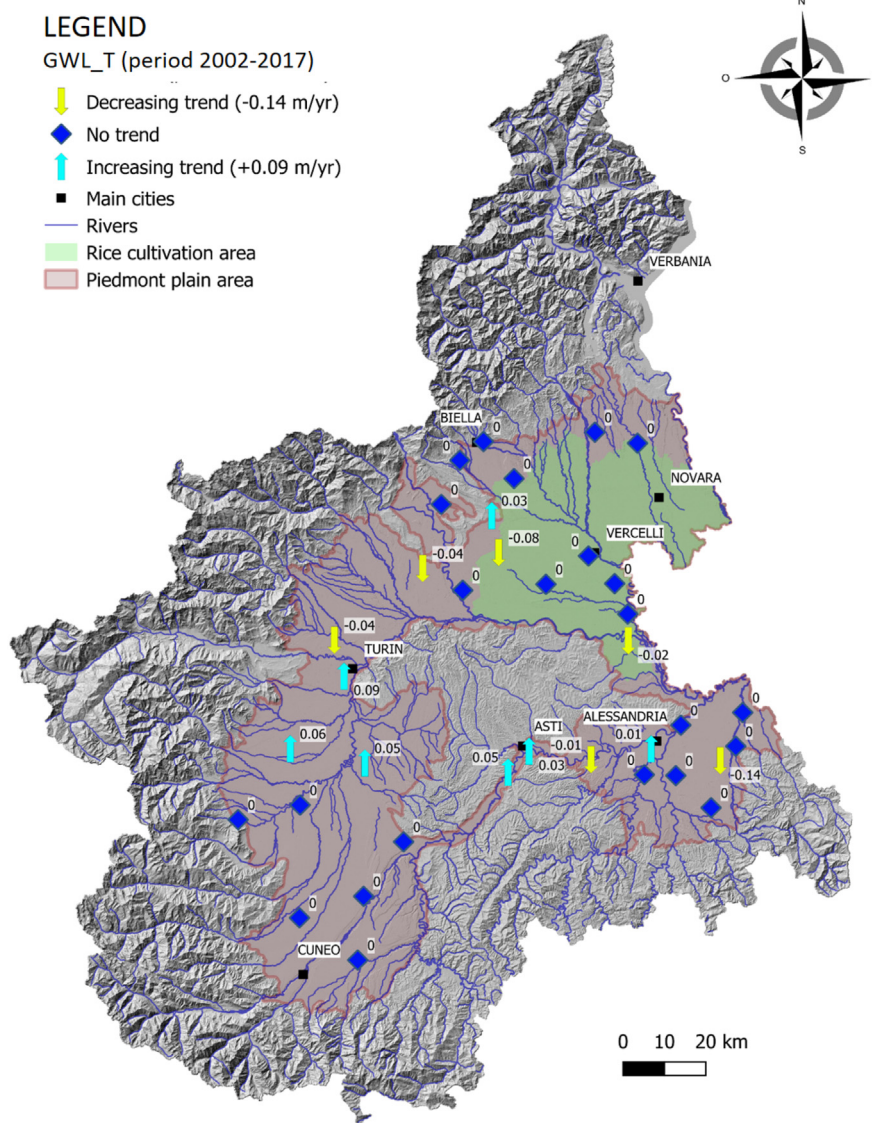 LEGEND
GWL_T (period 2002-2017)
Decreasing trend (-0.14 m/yr)
No trend
Increasing trend (+0.09 m/yr)
Main cities
Rivers
Rice cultivation area
Piedmont plain area
N
O
S
VERBANIA
BIELLA
0
0
0
0
0
NOVARA
0
0.03
-0.08
VERCELLI
0
-0.04
0
0
0
0
-0.04
TURIN
-0.02
0.09
0
ALESSANDRIA
0
0.06
ASTI
0.01
-0.01
0
0.05
0.05
0.03
0
0
-0.14
0
0
0
0
0
0
CUNEO
0
0 10 20 km